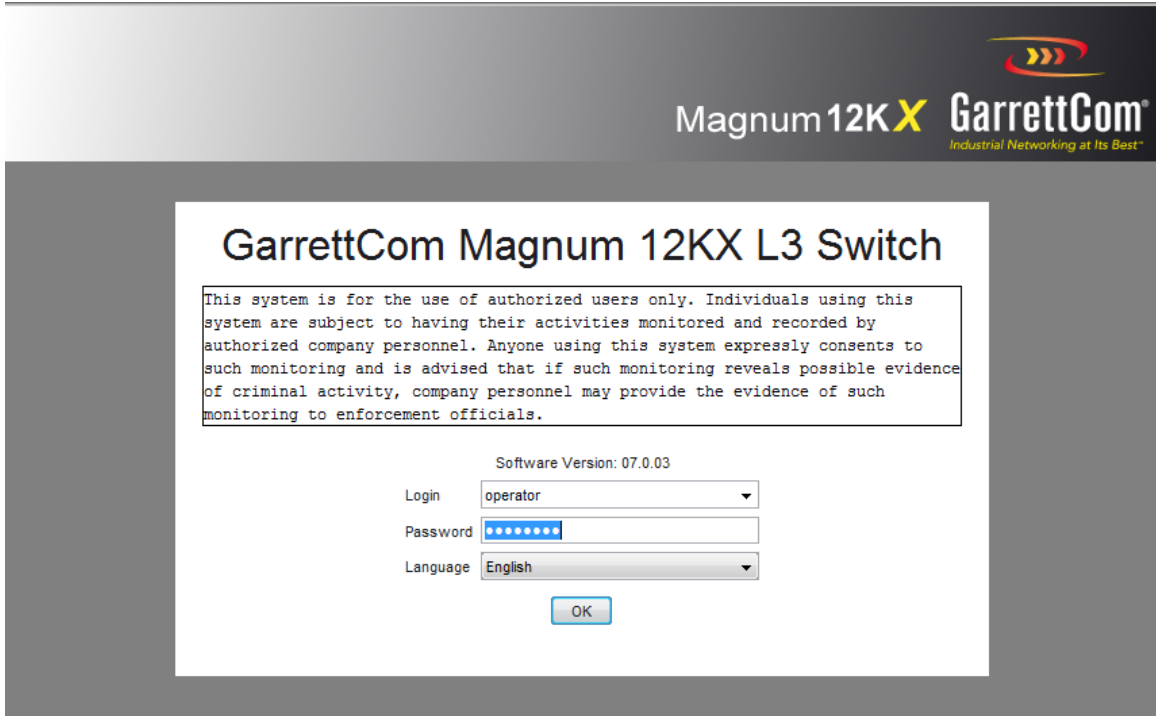 Magnum 12KX GarrettCom®
Industrial Networking at Its Best™
GarrettCom Magnum 12KX L3 Switch
This system is for the use of authorized users only. Individuals using this
system are subject to having their activities monitored and recorded by
authorized company personnel. Anyone using this system expressly consents to
such monitoring and is advised that if such monitoring reveals possible evidence
of criminal activity, company personnel may provide the evidence of such
monitoring to enforcement officials.
Software Version: 07.0.03
Login operator
Password ••••••••
Language English
OK